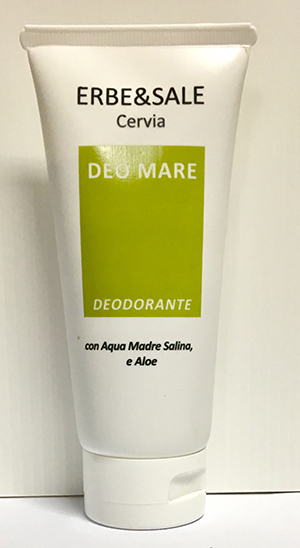 ERBE&SALE
Cervia
DEO MARE
DEODORANTE
con Aqua Madre Salina,
e Aloe